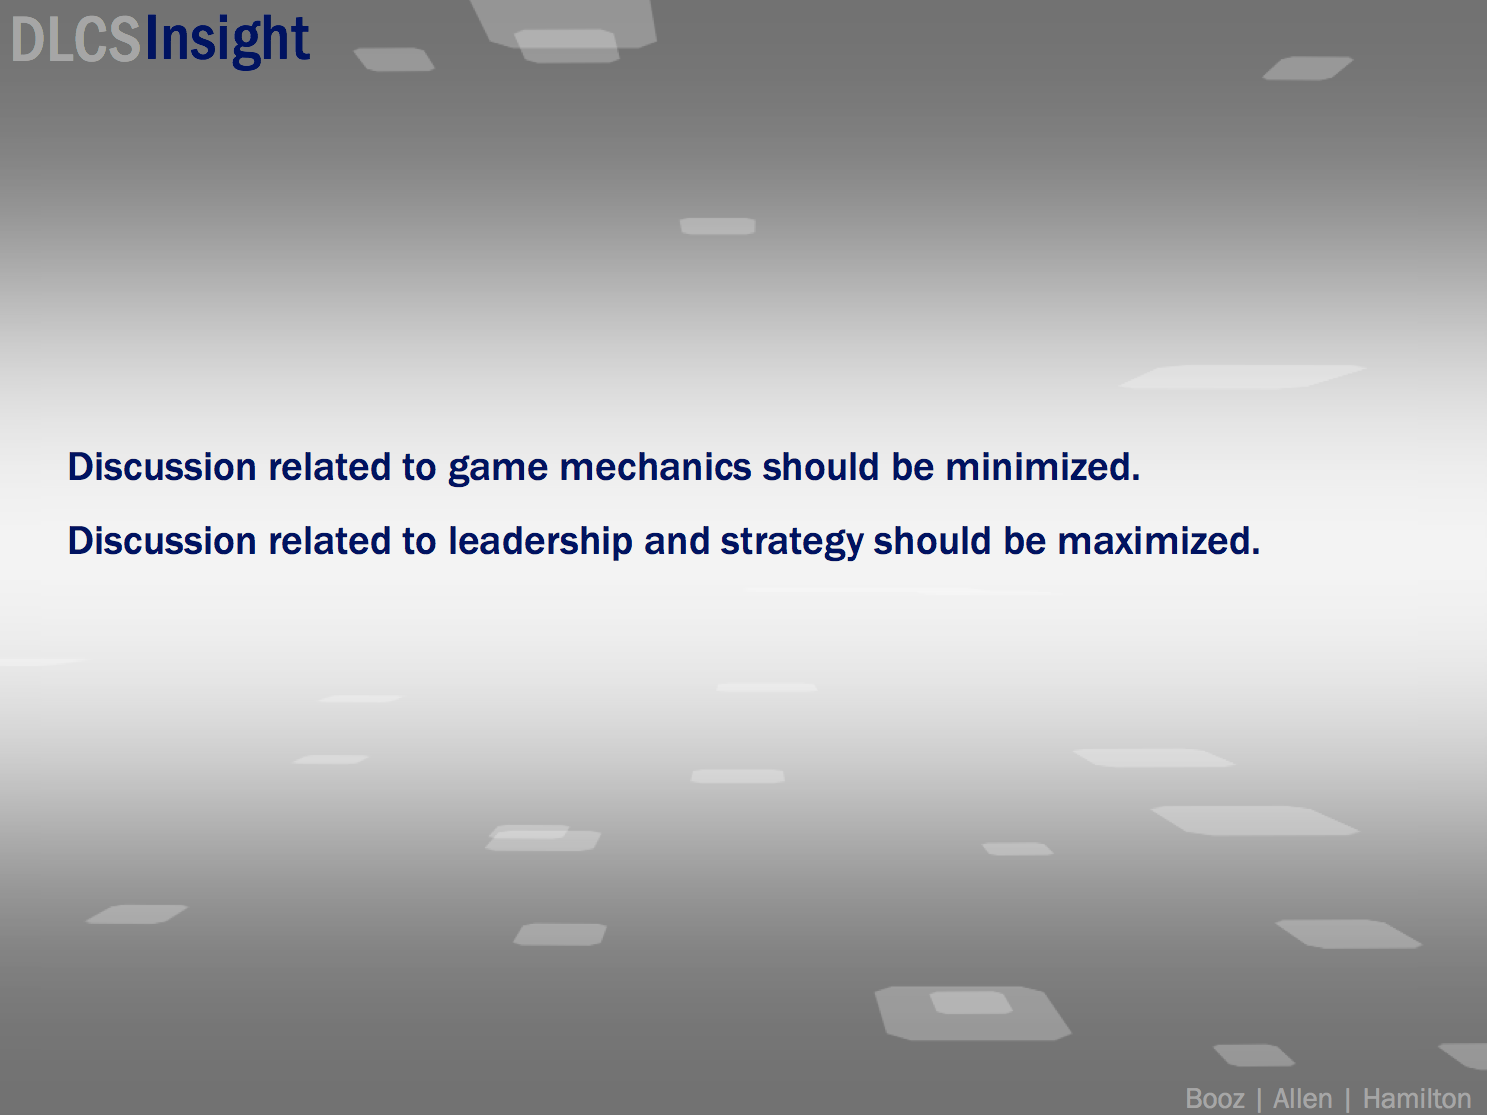 DLCSInsight
Discussion related to game mechanics should be minimized.
Discussion related to leadership and strategy should be maximized.
Booz | Allen | Hamilton